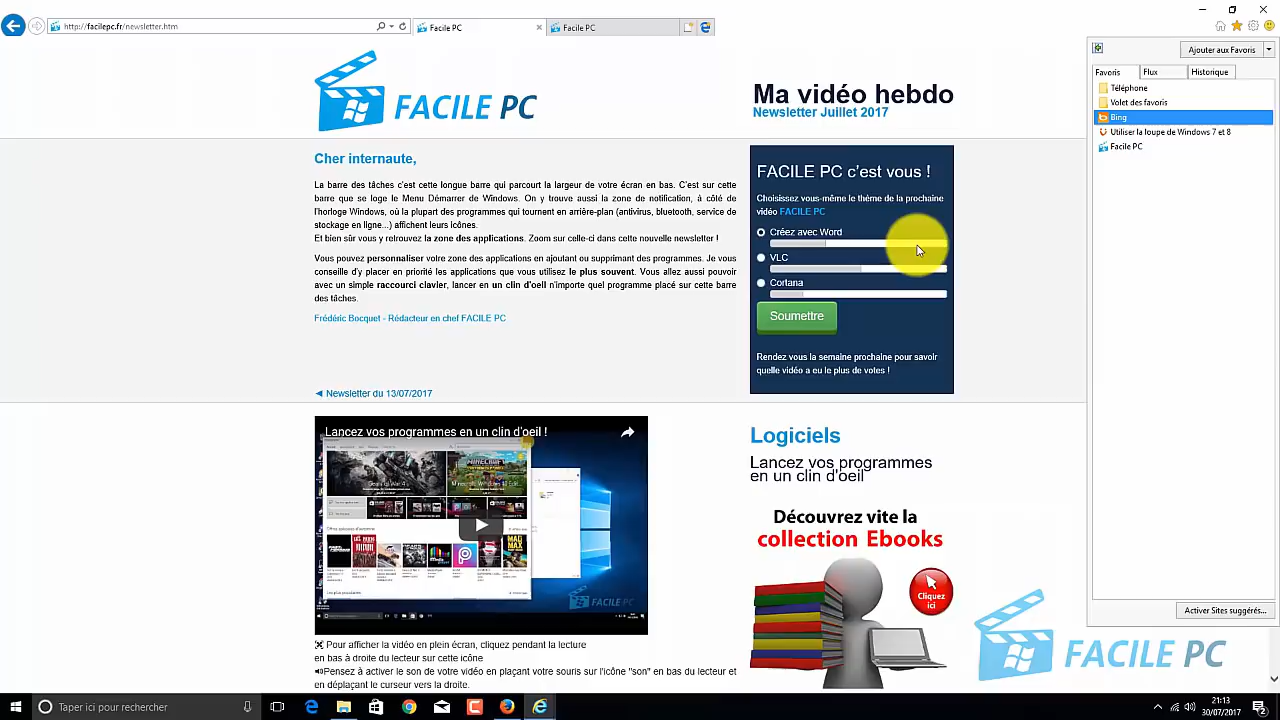 http://facilepc.fr/newsletter.htm
Facile PC
Facile PC
FACILE PC
Ma vidéo hebdo
Newsletter Juillet 2017
Cher internaute,
La barre des tâches c'est cette longue barre qui parcourt la largeur de votre écran en bas. C'est sur cette
barre que se loge le Menu Démarrer de Windows. On y trouve aussi la zone de notification, à côté de
l'horloge Windows, où la plupart des programmes qui tournent en arrière-plan (antivirus, bluetooth, service de
stockage en ligne...) affichent leurs icônes.
Et bien sûr vous y retrouvez la zone des applications. Zoom sur celle-ci dans cette nouvelle newsletter !
Vous pouvez personnaliser votre zone des applications en ajoutant ou supprimant des programmes. Je vous
conseille d'y placer en priorité les applications que vous utilisez le plus souvent. Vous allez aussi pouvoir
avec un simple raccourci clavier, lancer en un clin d'oeil n'importe quel programme placé sur cette barre
des tâches.
Frédéric Bocquet - Rédacteur en chef FACILE PC
◄ Newsletter du 13/07/2017
FACILE PC c'est vous !
Choisissez vous-même le thème de la prochaine
vidéo FACILE PC
Créez avec Word
VLC
Cortana
Soumettre
Rendez vous la semaine prochaine pour savoir
quelle vidéo a eu le plus de votes !
Ajouter aux Favoris
Favoris
Flux
Historique
Téléphone
Volet des favoris
Bing
Utiliser la loupe de Windows 7 et 8
Facile PC
Activer Sites suggérés...
Lancez vos programmes en un clin d'oeil !
Gears of War 4
FACILE PC
Pour afficher la vidéo en plein écran, cliquez pendant la lecture
en bas à droite du lecteur sur cette icône
Pensez à activer le son de votre vidéo en plaçant votre souris sur l'icône "son" en bas du lecteur et
en déplaçant le curseur vers la droite.
Logiciels
Lancez vos programmes
en un clin d'oeil
Découvrez vite la
collection Ebooks
Cliquez
ici
FACILE PC
Taper ici pour rechercher
21:13
30/07/2017
2